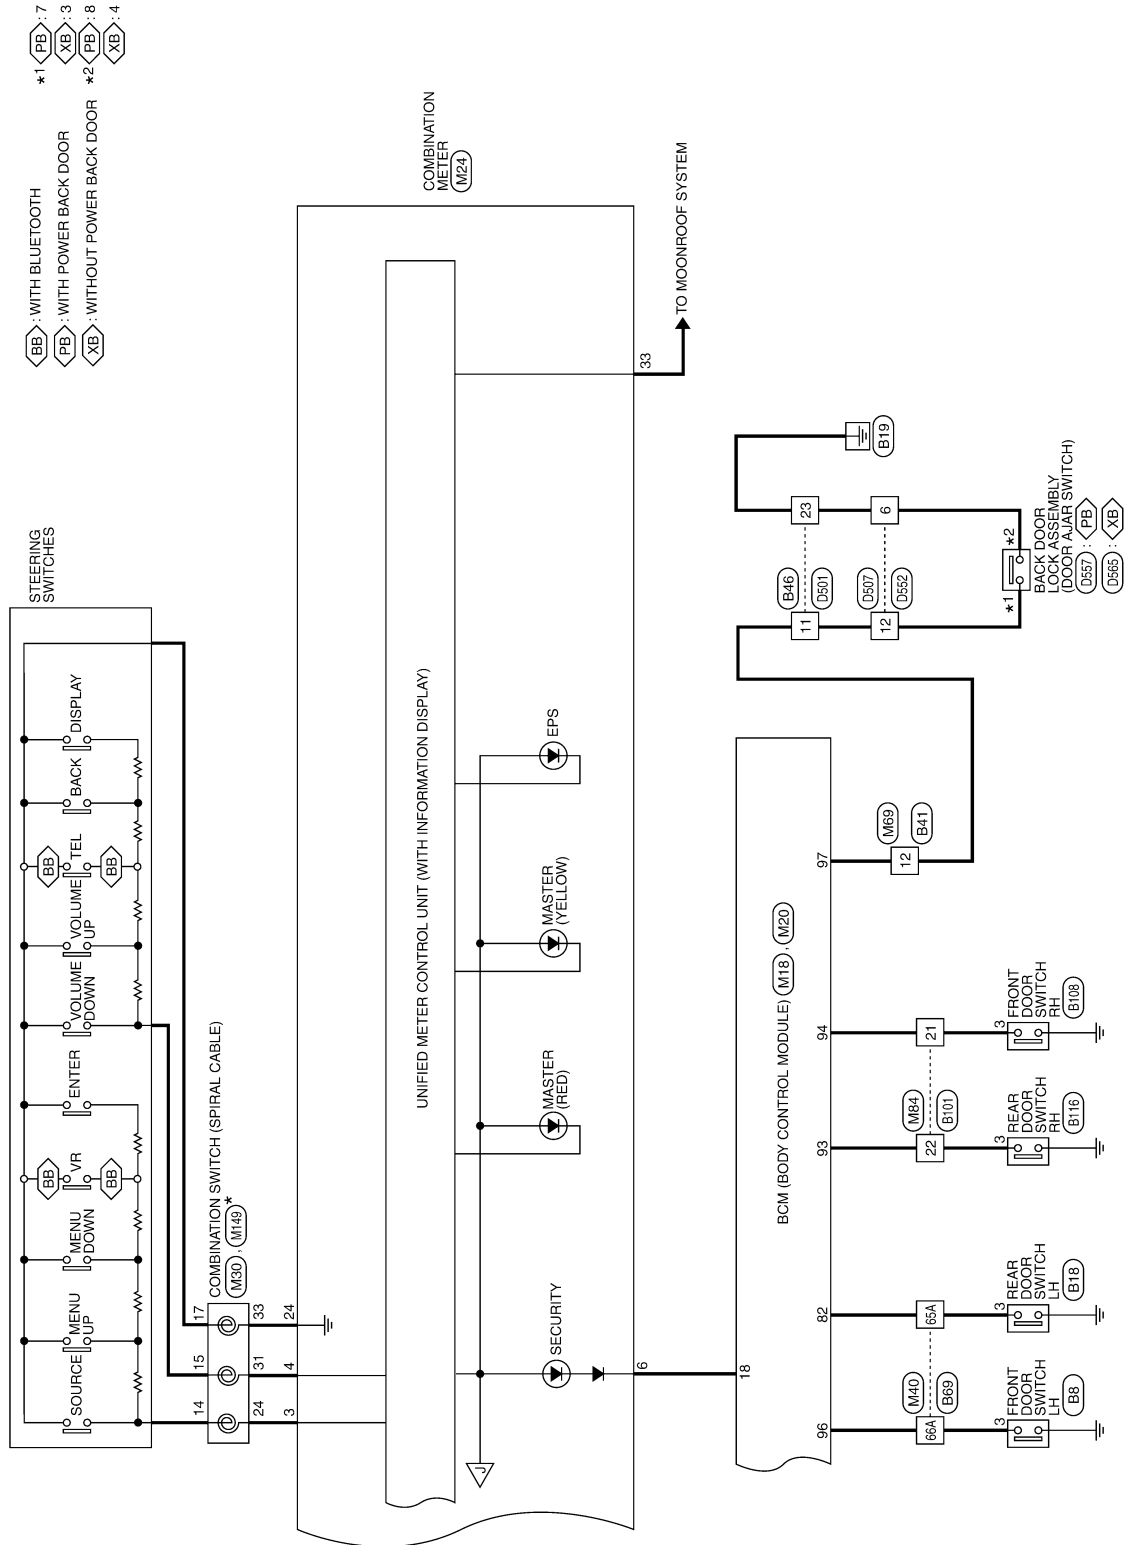 BB : WITH BLUETOOTH
PB : WITH POWER BACK DOOR
XB : WITHOUT POWER BACK DOOR
*1 PB : 7
XB : 3
*2 PB : 8
XB : 4
STEERING
SWITCHES
SOURCE
MENU
UP
MENU
DOWN
BB VR BB
ENTER
VOLUME
DOWN
VOLUME
UP
BB TEL BB
BACK
DISPLAY
14
15
17
COMBINATION SWITCH (SPIRAL CABLE)
M30 , M149 *
24
31
33
3
4
24
COMBINATION
METER
M24
UNIFIED METER CONTROL UNIT (WITH INFORMATION DISPLAY)
J
SECURITY
MASTER
(RED)
MASTER
(YELLOW)
EPS
6
33
TO MOONROOF SYSTEM
18
BCM (BODY CONTROL MODULE) M18 , M20
96
82
93
94
97
66A
M40
B69
65A
22
M84
B101
21
12
M69
B41
3
FRONT
DOOR
SWITCH
LH
B8
3
REAR
DOOR
SWITCH
LH
B18
3
REAR
DOOR
SWITCH
RH
B116
3
FRONT
DOOR
SWITCH
RH
B108
11
B46
D501
23
12
D507
D552
6
B19
*1
*2
BACK DOOR
LOCK ASSEMBLY
(DOOR AJAR SWITCH)
D557 : PB
D565 : XB